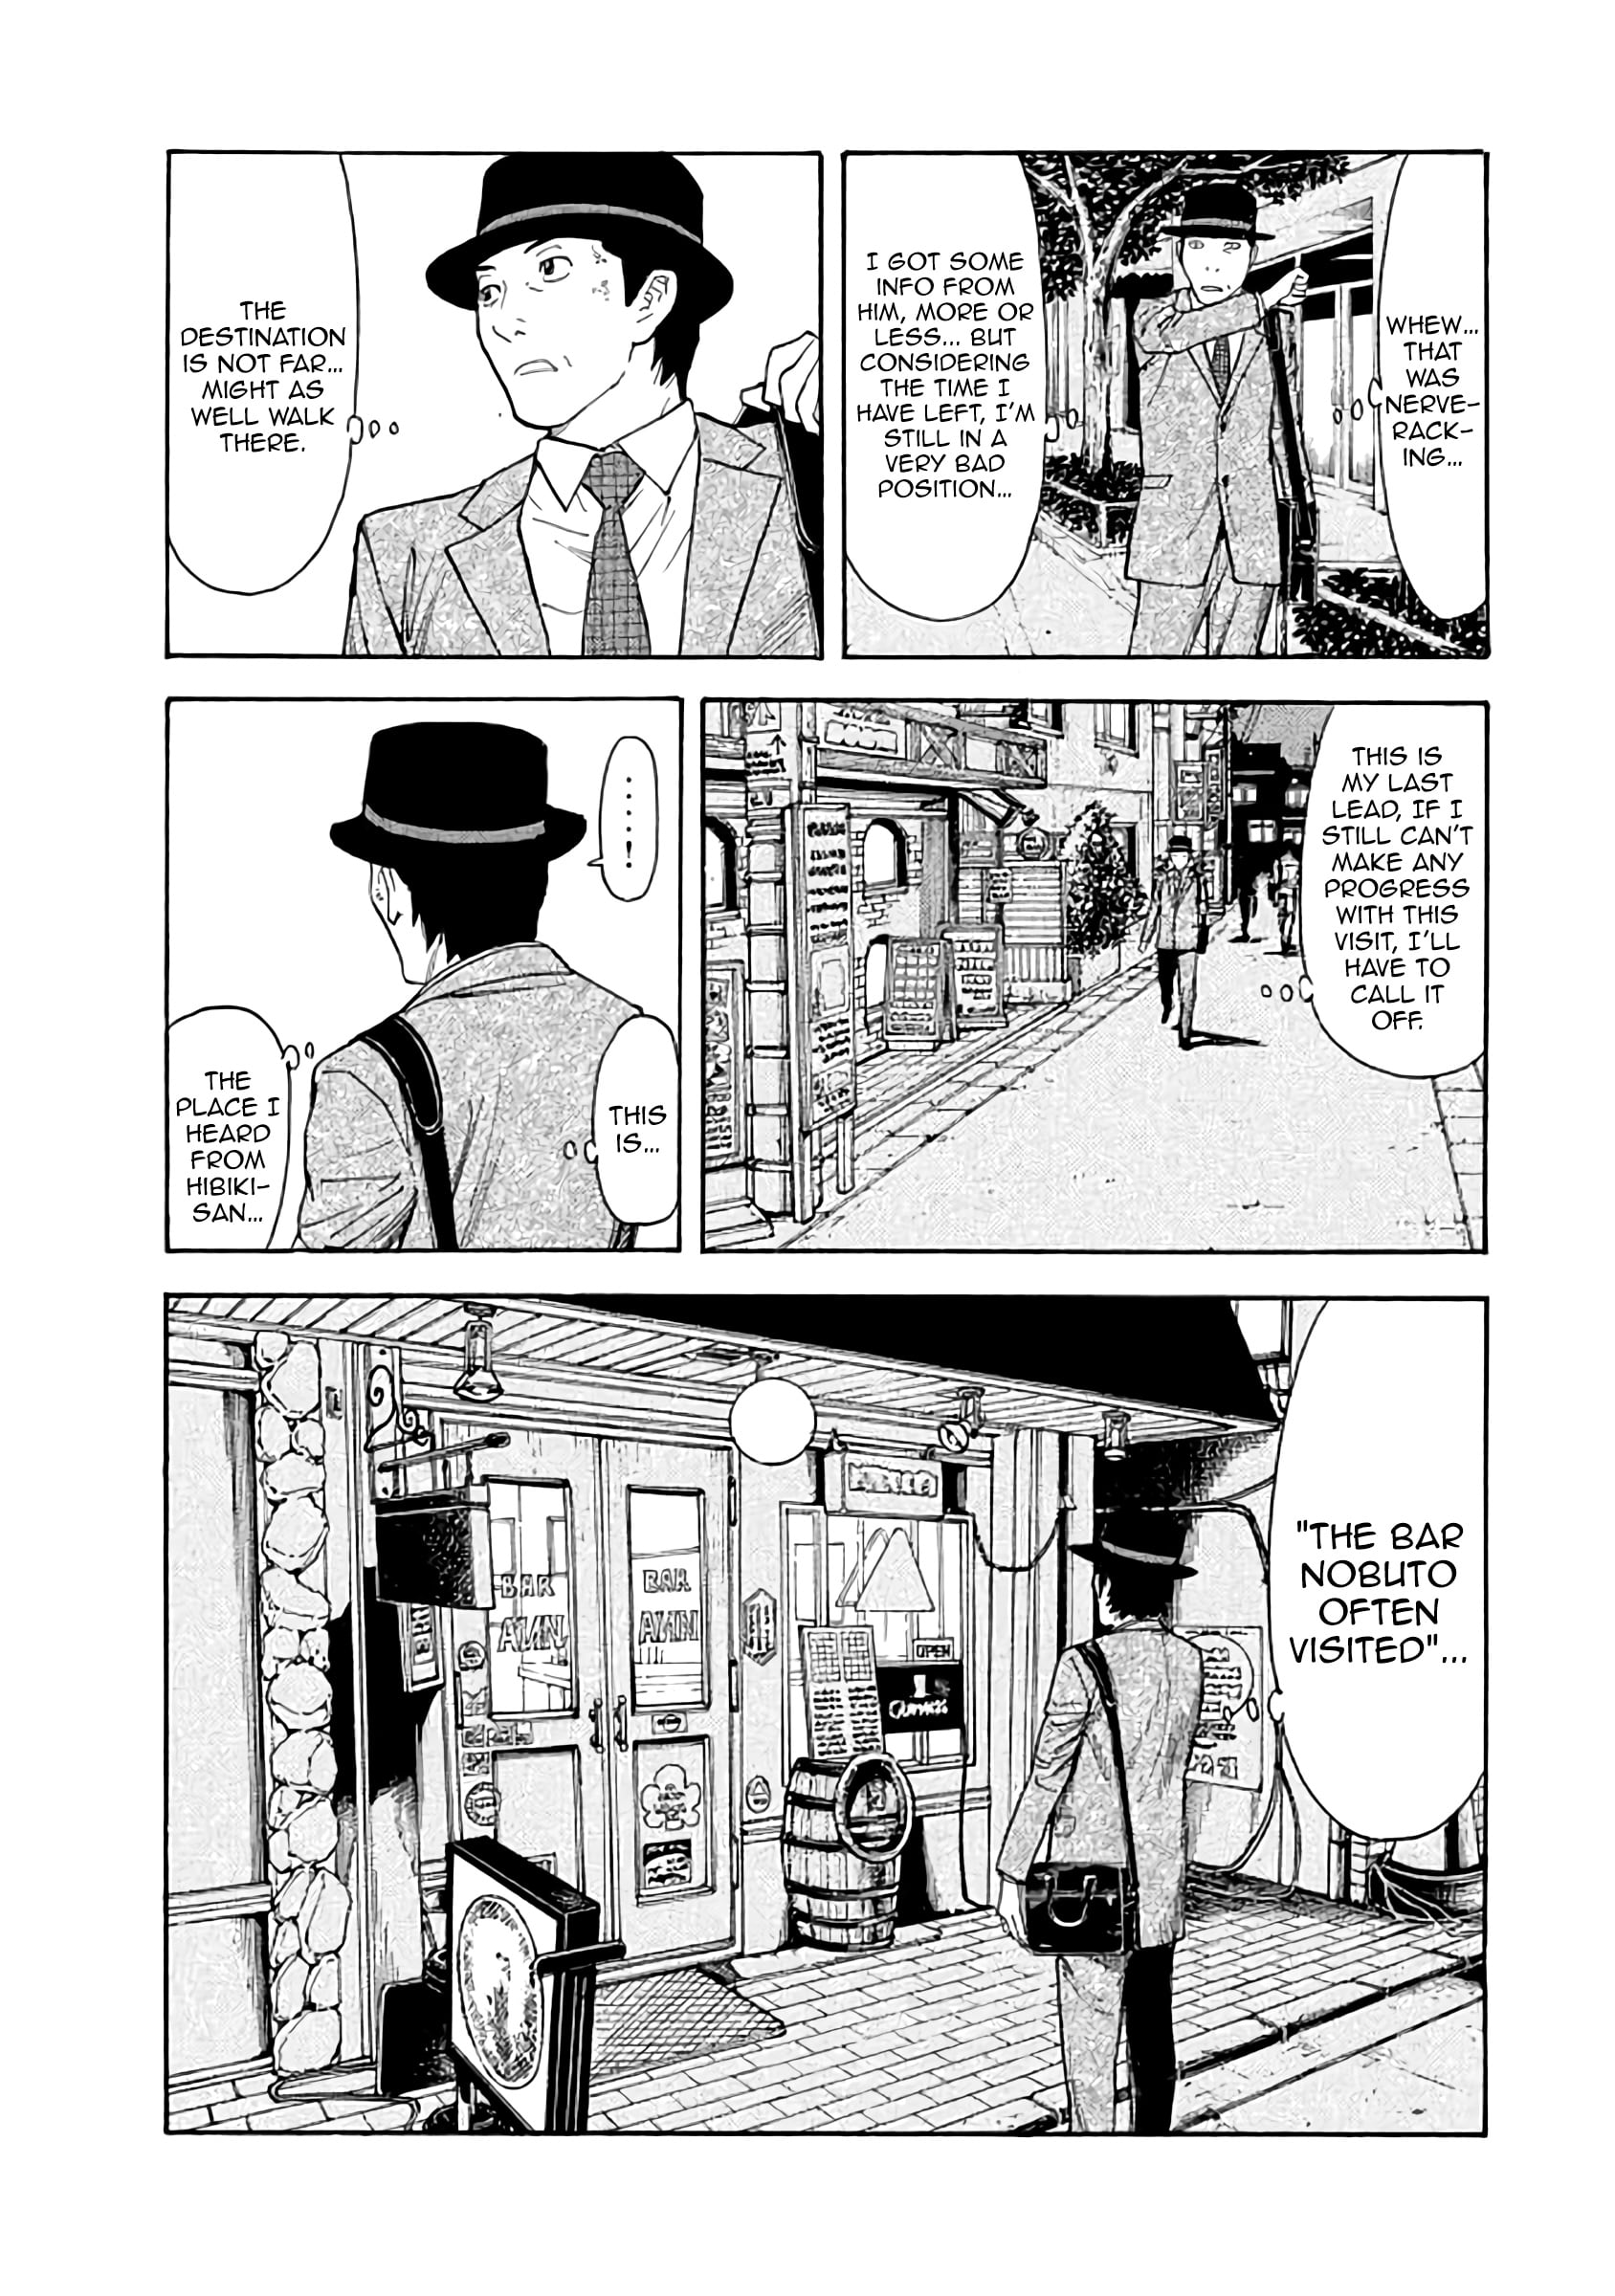 WHEW...
THAT
WAS
NERVE-
RACK-
ING...
I GOT SOME
INFO FROM
HIM, MORE OR
LESS... BUT
CONSIDERING
THE TIME I
HAVE LEFT, I'M
STILL IN A
VERY BAD
POSITION...
THE
DESTINATION
IS NOT FAR...
MIGHT AS
WELL WALK
THERE.
THIS IS
MY LAST
LEAD, IF I
STILL CAN'T
MAKE ANY
PROGRESS
WITH THIS
VISIT, I'LL
HAVE TO
CALL IT
OFF.
.....!
THIS
IS...
THE
PLACE I
HEARD
FROM
HIBIKI-
SAN...
"THE BAR
NOBUTO
OFTEN
VISITED"...
BAR
BAR
OPEN